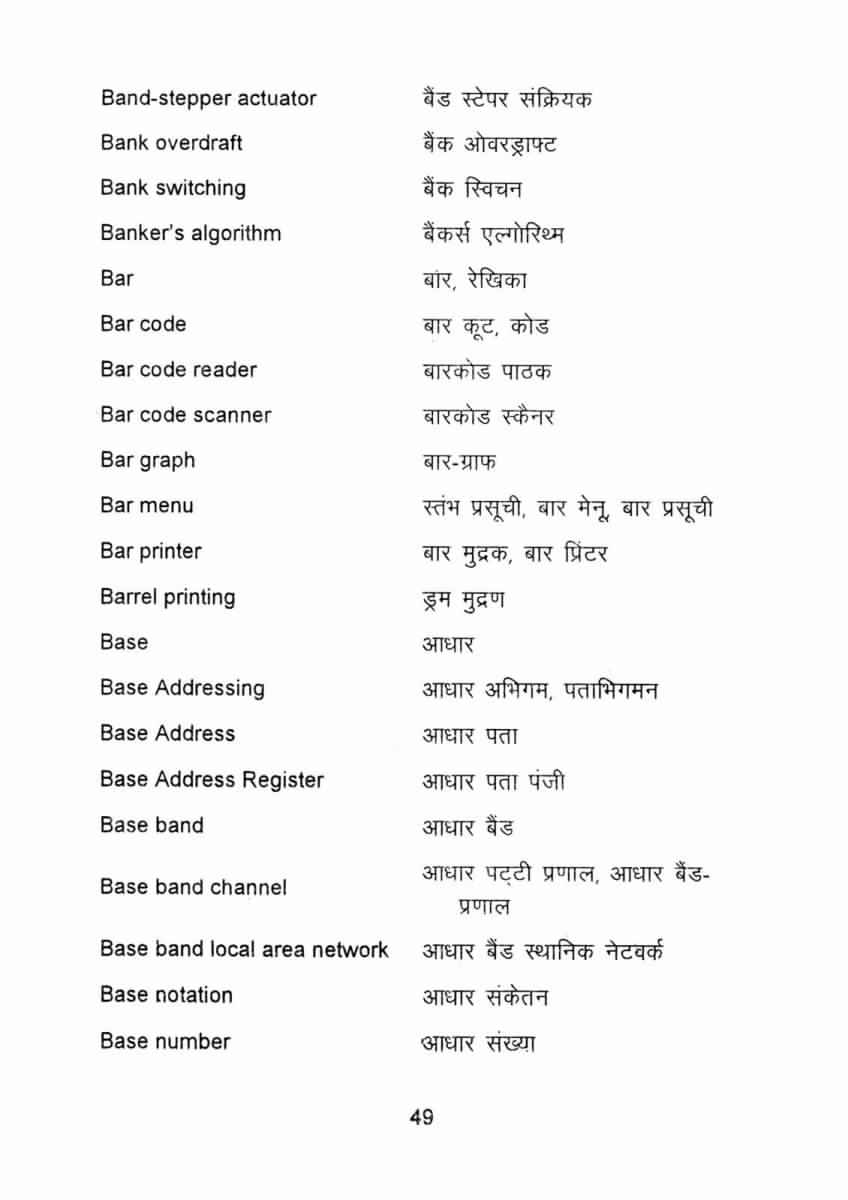 Band-stepper actuator बैंड स्टेपर संक्रियक
Bank overdraft बैंक ओवरड्राफ्ट
Bank switching बैंक स्विचन
Banker's algorithm बैंकर्स एल्गोरिथ्म
Bar बार, रेखिका
Bar code बार कूट, कोड
Bar code reader बारकोड पाठक
Bar code scanner बारकोड स्कैनर
Bar graph बार-ग्राफ
Bar menu स्तंभ प्रसूची, बार मेनू, बार प्रसूची
Bar printer बार मुद्रक, बार प्रिंटर
Barrel printing ड्रम मुद्रण
Base आधार
Base Addressing आधार अभिगम, पताभिगमन
Base Address आधार पता
Base Address Register आधार पता पंजी
Base band आधार बैंड
Base band channel आधार पट्टी प्रणाल, आधार बैंड-
प्रणाल
Base band local area network आधार बैंड स्थानिक नेटवर्क
Base notation आधार संकेतन
Base number आधार संख्या
49